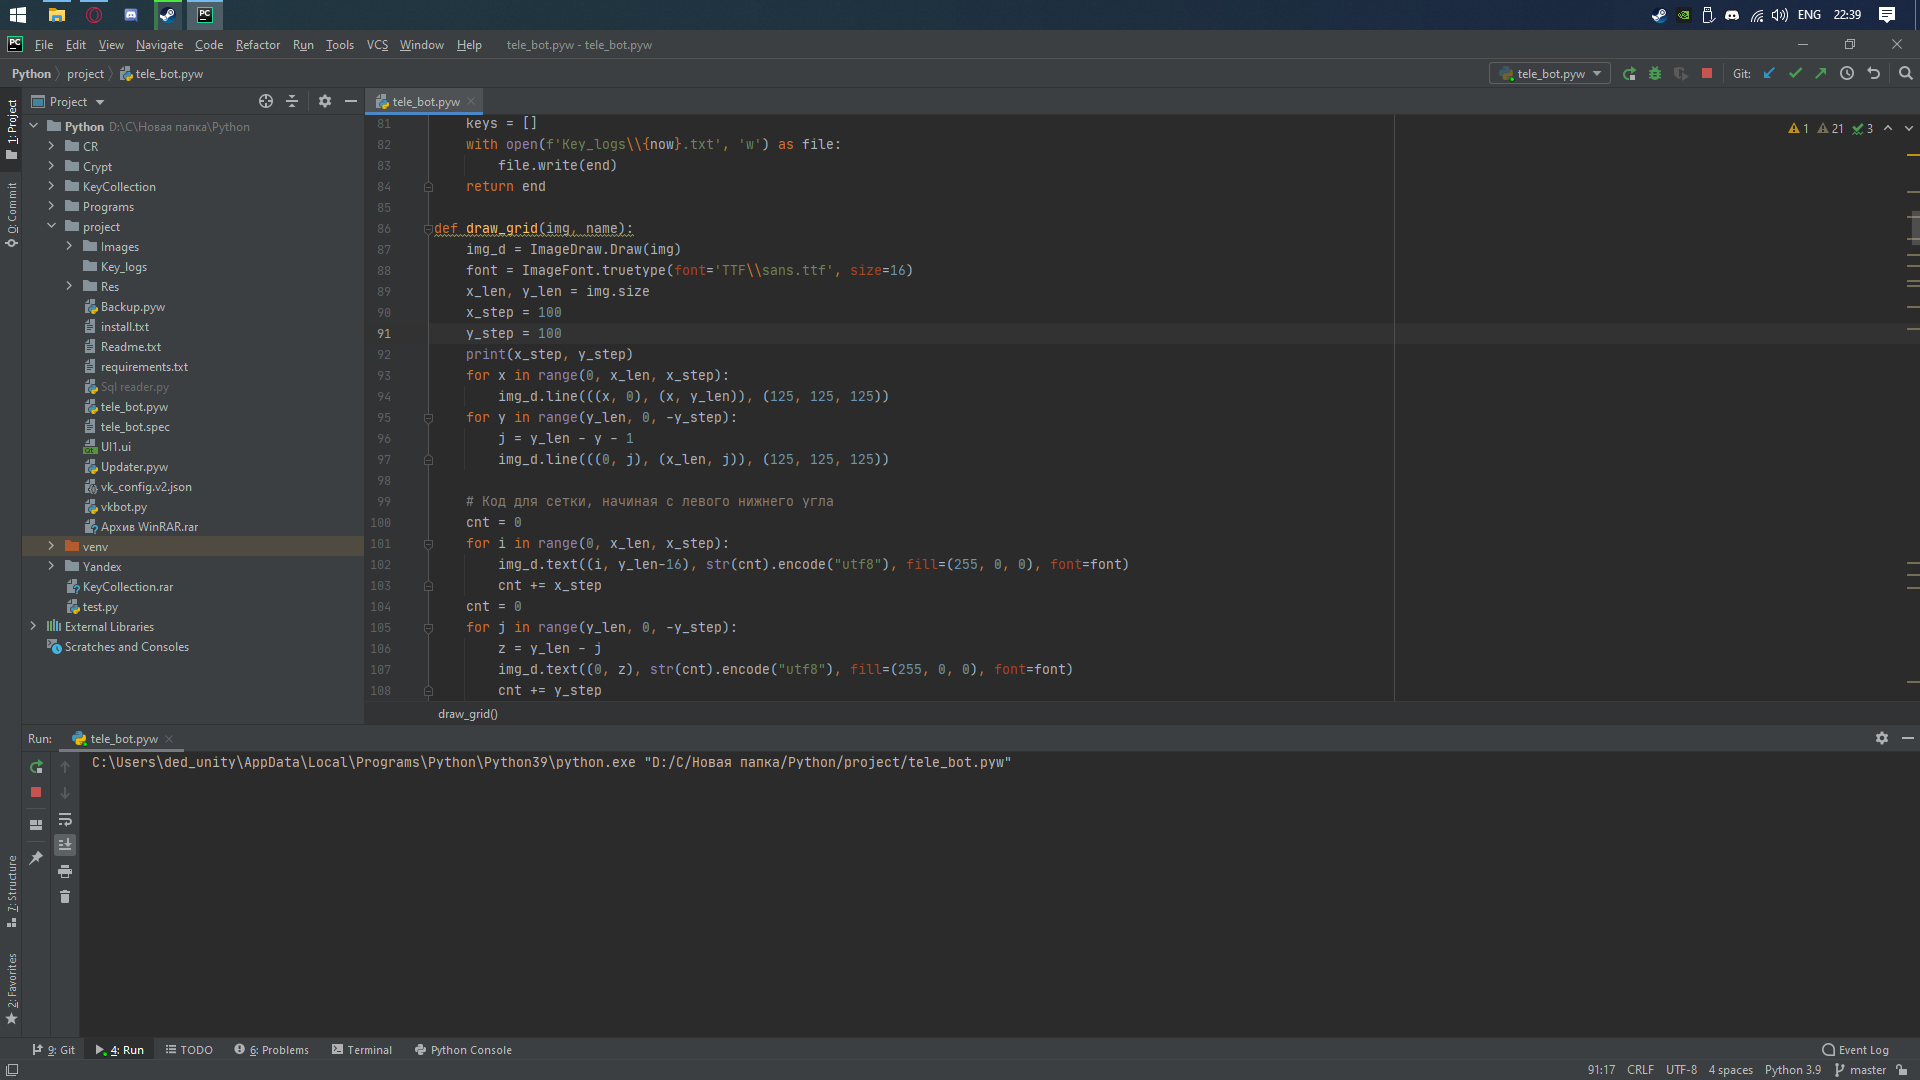 ENG 22:39
PC File Edit View Navigate Code Refactor Run Tools VCS Window Help tele_bot.pyw - tele_bot.pyw
Python project tele_bot.pyw
tele_bot.pyw Git:
Project
tele_bot.pyw
1: Project
0: Commit
7: Structure
2: Favorites
Python D:\C\Новая папка\Python
CR
Crypt
KeyCollection
Programs
project
Images
Key_logs
Res
Backup.pyw
install.txt
Readme.txt
requirements.txt
Sql reader.py
tele_bot.pyw
tele_bot.spec
UI1.ui
Updater.pyw
vk_config.v2.json
vkbot.py
Архив WinRAR.rar
venv
Yandex
KeyCollection.rar
test.py
External Libraries
Scratches and Consoles
1 21 3
81 keys = []
82 with open(f'Key_logs\\{now}.txt', 'w') as file:
83 file.write(end)
84 return end
85
86 def draw_grid(img, name):
87 img_d = ImageDraw.Draw(img)
88 font = ImageFont.truetype(font='TTF\\sans.ttf', size=16)
89 x_len, y_len = img.size
90 x_step = 100
91 y_step = 100
92 print(x_step, y_step)
93 for x in range(0, x_len, x_step):
94 img_d.line(((x, 0), (x, y_len)), (125, 125, 125))
95 for y in range(y_len, 0, -y_step):
96 j = y_len - y - 1
97 img_d.line(((0, j), (x_len, j)), (125, 125, 125))
98
99 # Код для сетки, начиная с левого нижнего угла
100 cnt = 0
101 for i in range(0, x_len, x_step):
102 img_d.text((i, y_len-16), str(cnt).encode("utf8"), fill=(255, 0, 0), font=font)
103 cnt += x_step
104 cnt = 0
105 for j in range(y_len, 0, -y_step):
106 z = y_len - j
107 img_d.text((0, z), str(cnt).encode("utf8"), fill=(255, 0, 0), font=font)
108 cnt += y_step
draw_grid()
Run: tele_bot.pyw
C:\Users\ded_unity\AppData\Local\Programs\Python\Python39\python.exe "D:/C/Новая папка/Python/project/tele_bot.pyw"
9: Git 4: Run TODO 6: Problems Terminal Python Console Event Log
91:17 CRLF UTF-8 4 spaces Python 3.9 master